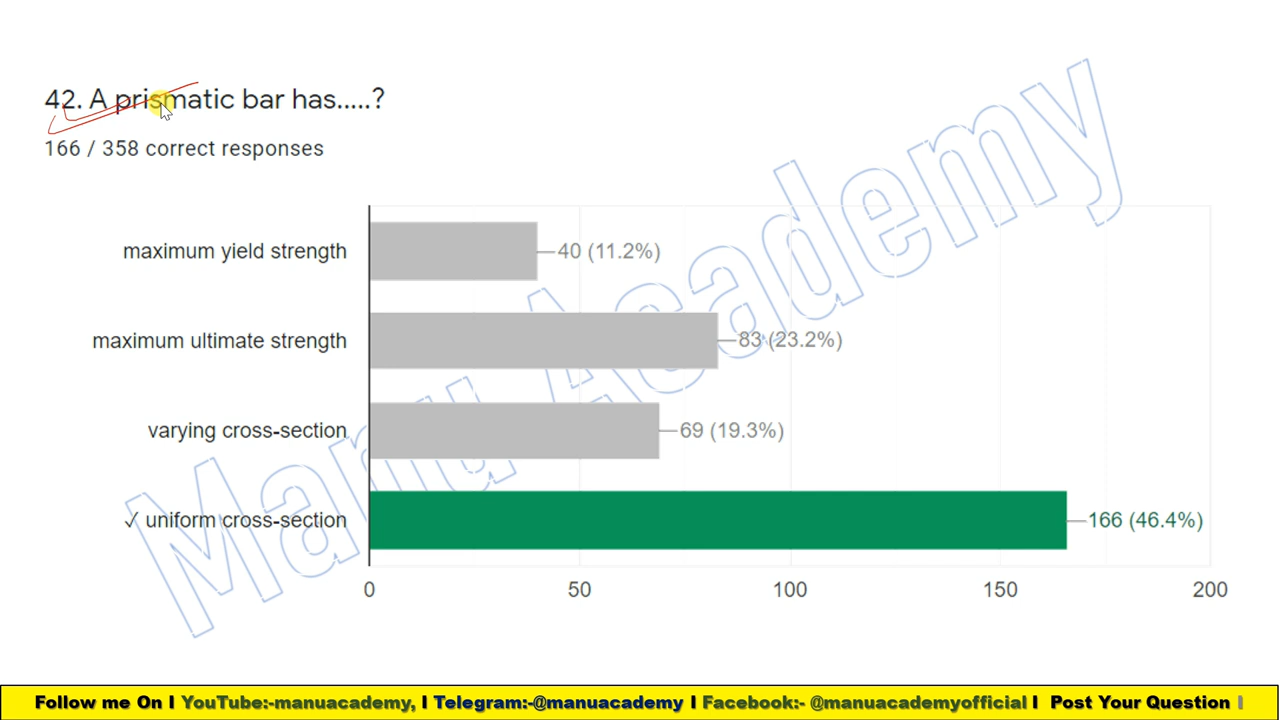 42. A prismatic bar has.....?
166 / 358 correct responses
maximum yield strength
40 (11.2%)
maximum ultimate strength
83 (23.2%)
varying cross-section
69 (19.3%)
✓ uniform cross-section
166 (46.4%)
0 50 100 150 200
Manu Academy
Follow me On I YouTube:-manuacademy, I Telegram:-@manuacademy I Facebook:- @manuacademyofficial I Post Your Question I